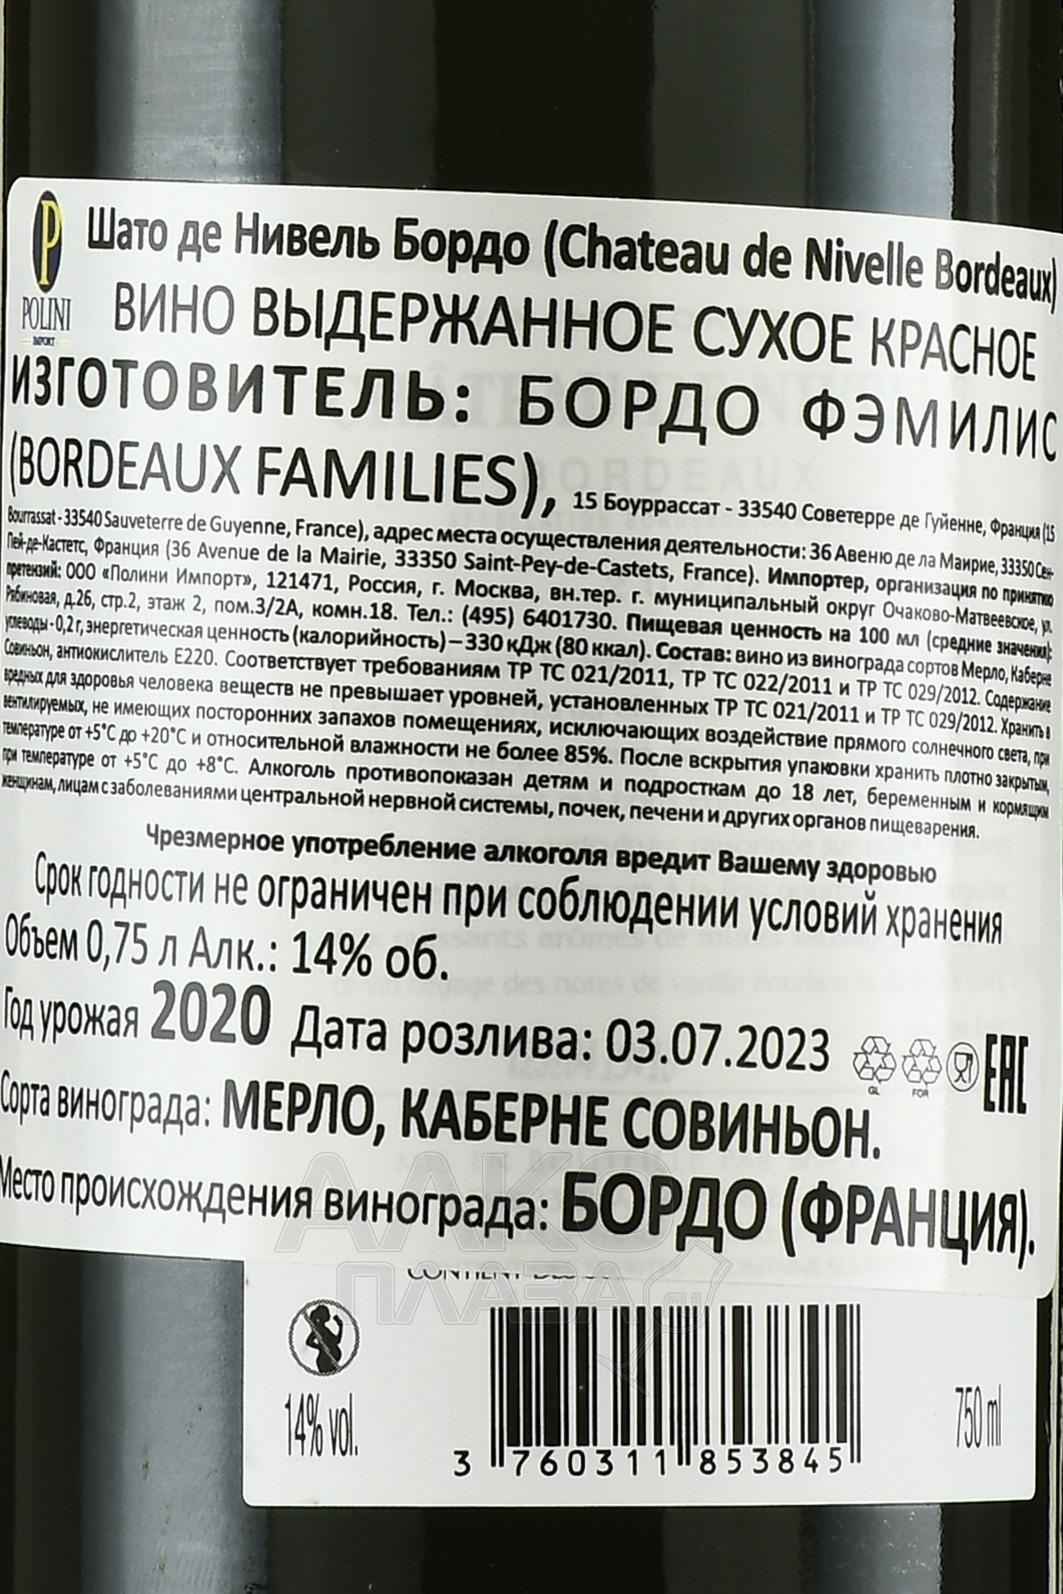 P
POLINI
IMPORT
Шато де Нивель Бордо (Chateau de Nivelle Bordeaux)
ВИНО ВЫДЕРЖАННОЕ СУХОЕ КРАСНОЕ
ИЗГОТОВИТЕЛЬ: БОРДО ФЭМИЛИС
(BORDEAUX FAMILIES), 15 Боуррассат - 33540 Советерре де Гуйенне, Франция (15
Bourrassat - 33540 Sauveterre de Guyenne, France), адрес места осуществления деятельности: 36 Авеню де ла Маирие, 33350 Сен-
Пей-де-Кастетс, Франция (36 Avenue de la Mairie, 33350 Saint-Pey-de-Castets, France). Импортер, организация по принятию
претензий: ООО «Полини Импорт», 121471, Россия, г. Москва, вн.тер. г. муниципальный округ Очаково-Матвеевское, ул.
Рябиновая, д.26, стр.2, этаж 2, пом.3/2А, комн.18. Тел.: (495) 6401730. Пищевая ценность на 100 мл (средние значения):
углеводы - 0,2 г, энергетическая ценность (калорийность) – 330 кДж (80 ккал). Состав: вино из винограда сортов Мерло, Каберне
Совиньон, антиокислитель Е220. Соответствует требованиям ТР ТС 021/2011, ТР ТС 022/2011 и ТР ТС 029/2012. Содержание
вредных для здоровья человека веществ не превышает уровней, установленных ТР ТС 021/2011 и ТР ТС 029/2012. Хранить в
вентилируемых, не имеющих посторонних запахов помещениях, исключающих воздействие прямого солнечного света, при
температуре от +5°С до +20°С и относительной влажности не более 85%. После вскрытия упаковки хранить плотно закрытым,
при температуре от +5°С до +8°С. Алкоголь противопоказан детям и подросткам до 18 лет, беременным и кормящим
женщинам, лицам с заболеваниями центральной нервной системы, почек, печени и других органов пищеварения.
Чрезмерное употребление алкоголя вредит Вашему здоровью
Срок годности не ограничен при соблюдении условий хранения
Объем 0,75 л Алк.: 14% об.
Год урожая 2020 Дата розлива: 03.07.2023
GL FOR EAC
Сорта винограда: МЕРЛО, КАБЕРНЕ СОВИНЬОН.
Место происхождения винограда: БОРДО (ФРАНЦИЯ).
АЛКО
ПЛАЗА
RU
14% vol.
750 ml
3 760311 853845